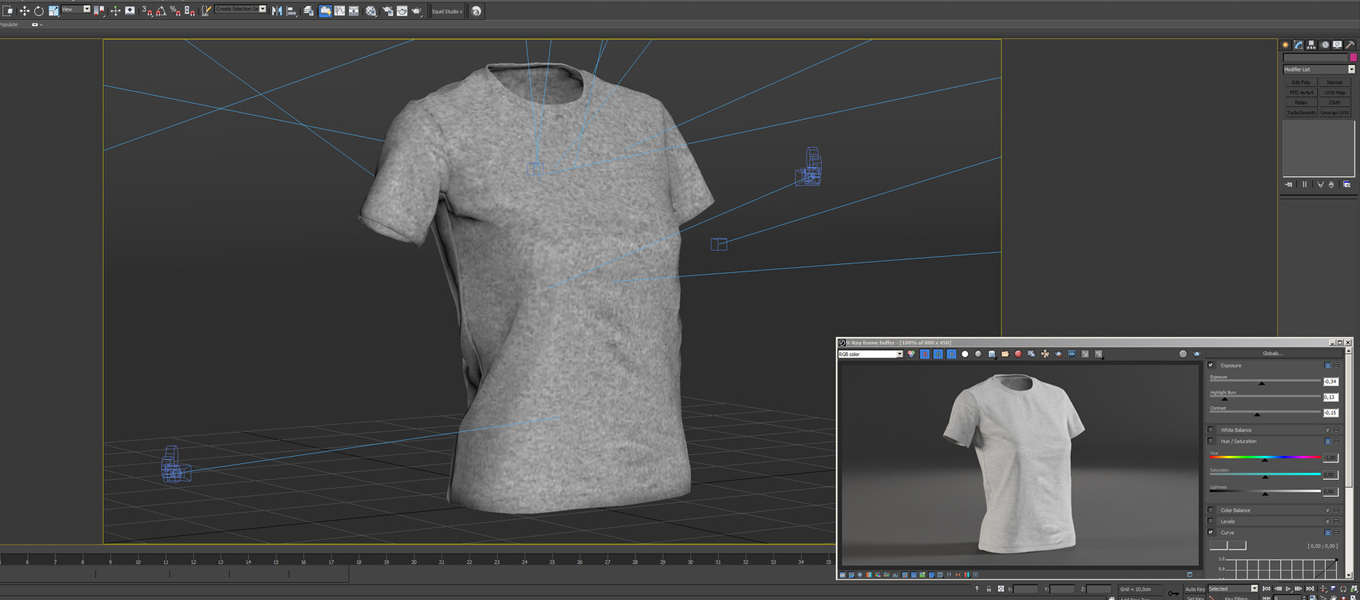 View
Create Selection Se
Squid Studio
Populate
Modifier List
Edit Poly
Normal
FFD 4x4x4
UVW Map
Relax
Cloth
TurboSmooth
Unwrap UVW
V-Ray frame buffer - [100% of 800 x 450]
RGB color
Globals...
Exposure
Exposure
-0,34
Highlight Burn
0,13
Contrast
-0,15
White Balance
Hue / Saturation
Hue
Saturation
Lightness
Color Balance
Levels
Curve
[ 0,00 ; 0,00]
1.0
0.9
6 7 8 9 10 11 12 13 14 15 16 17 18 19 20 21 22 23 24 25 26 27 28 29 30 31 32 33 34 35
X:
Y:
Z:
Grid = 10,0cm
Auto Key
Selected
Set Key
Key Filters...